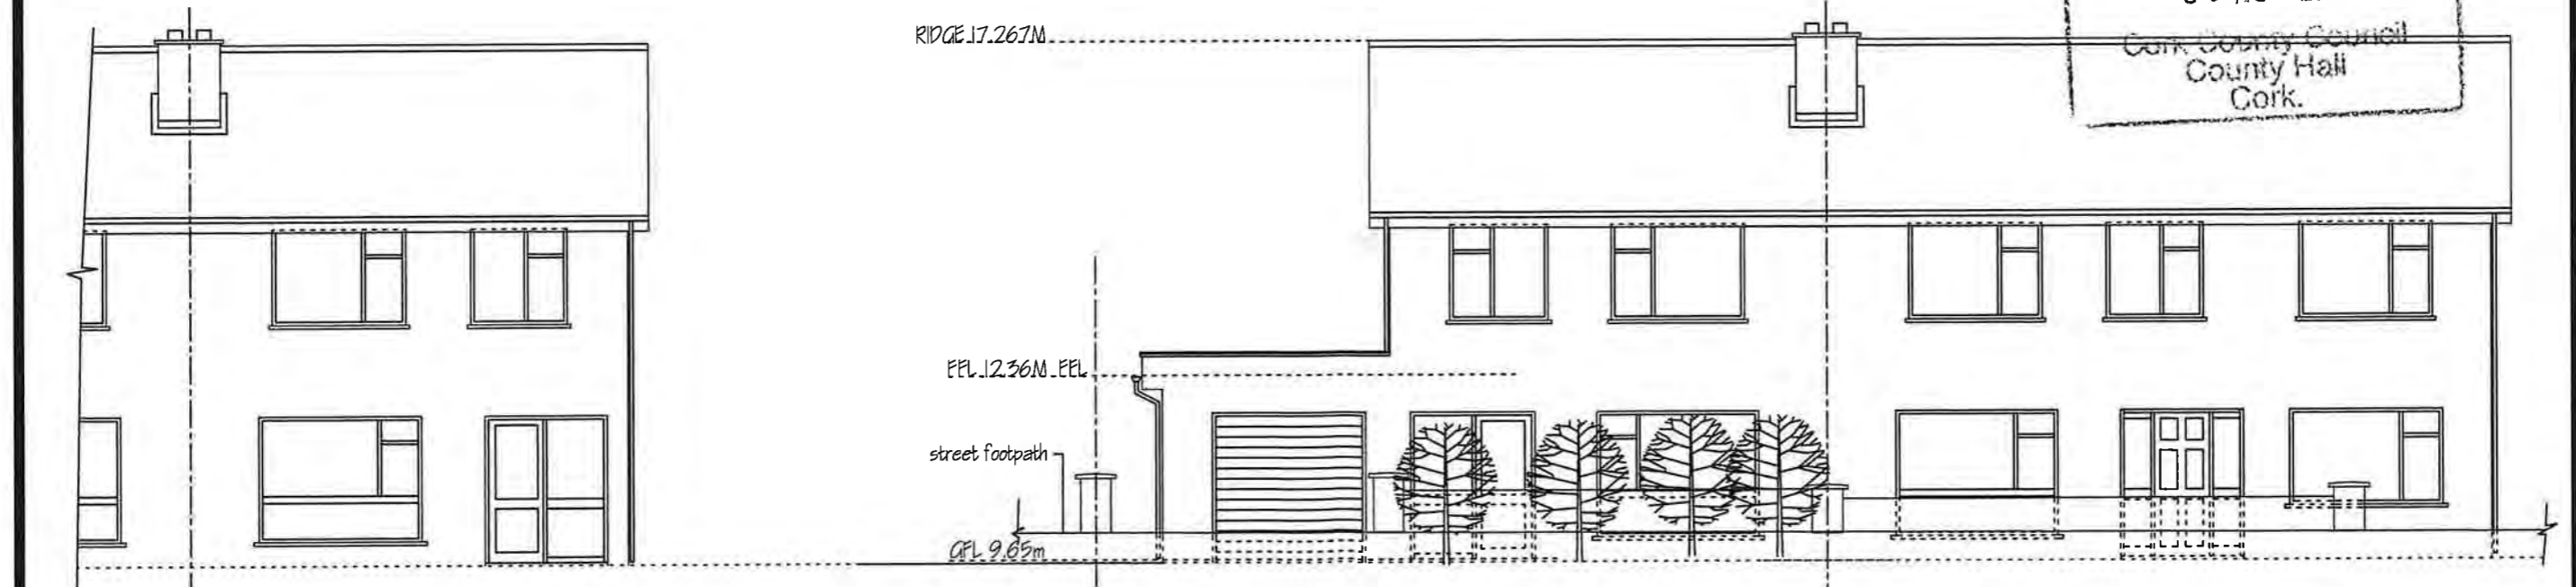 RIDGE 17.267M
Cork County Council
County Hall
Cork.
FFL 12.36M FFL
street footpath
GFL 9.65m